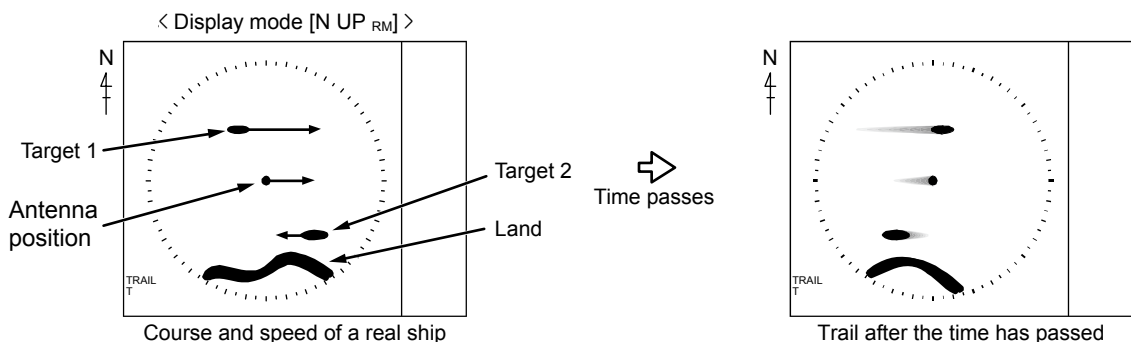 < Display mode [N UP RM] >
N
Target 1
Antenna
position
Target 2
Land
TRAIL
T
Course and speed of a real ship
Time passes
N
TRAIL
T
Trail after the time has passed